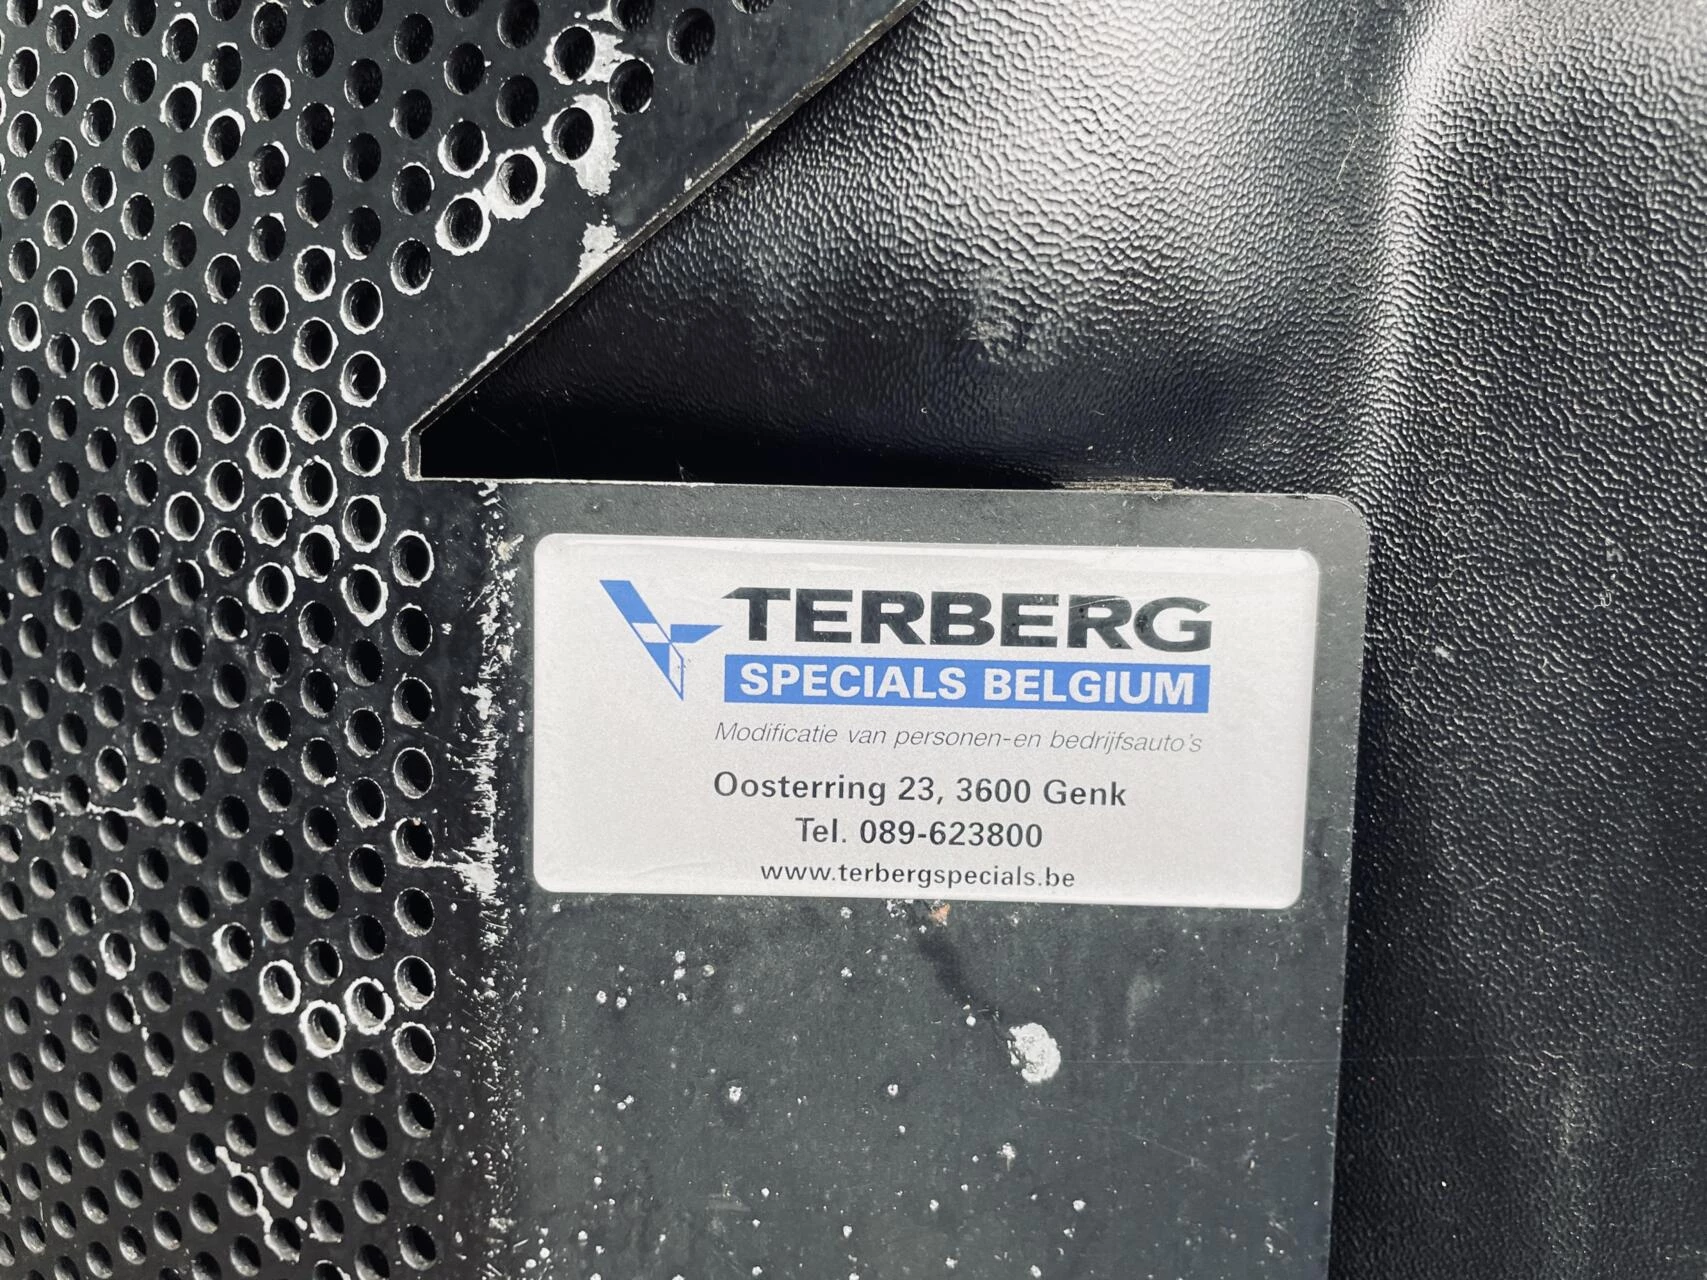 TERBERG
SPECIALS BELGIUM
Modificatie van personen-en bedrijfsauto's
Oosterring 23, 3600 Genk
Tel. 089-623800
www.terbergspecials.be